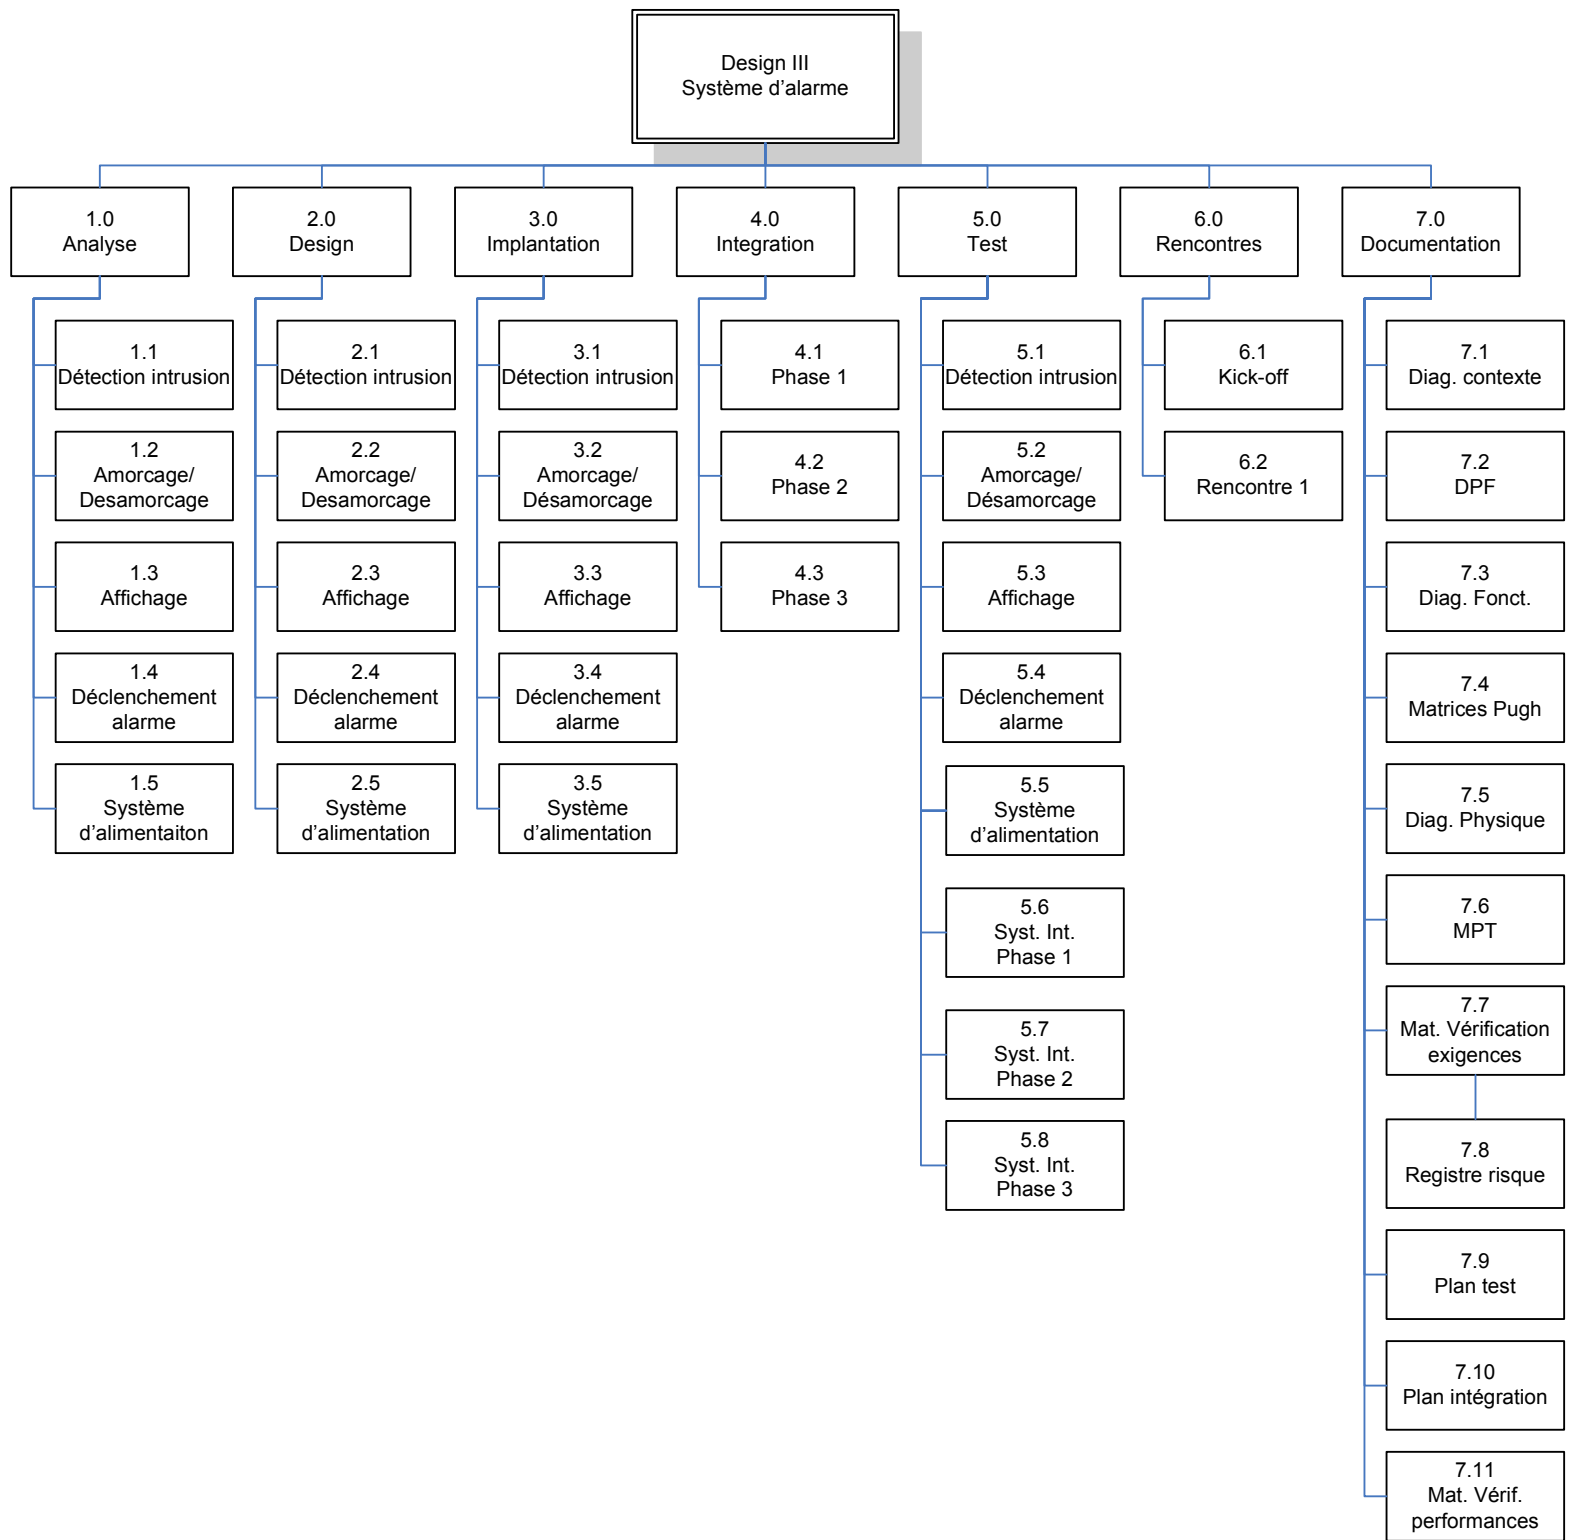 Design III
Système d'alarme
1.0
Analyse
2.0
Design
3.0
Implantation
4.0
Integration
5.0
Test
6.0
Rencontres
7.0
Documentation
1.1
Détection intrusion
1.2
Amorcage/
Desamorcage
1.3
Affichage
1.4
Déclenchement
alarme
1.5
Système
d'alimentaiton
2.1
Détection intrusion
2.2
Amorcage/
Desamorcage
2.3
Affichage
2.4
Déclenchement
alarme
2.5
Système
d'alimentation
3.1
Détection intrusion
3.2
Amorcage/
Désamorcage
3.3
Affichage
3.4
Déclenchement
alarme
3.5
Système
d'alimentation
4.1
Phase 1
4.2
Phase 2
4.3
Phase 3
5.1
Détection intrusion
5.2
Amorcage/
Désamorcage
5.3
Affichage
5.4
Déclenchement
alarme
5.5
Système
d'alimentation
5.6
Syst. Int.
Phase 1
5.7
Syst. Int.
Phase 2
5.8
Syst. Int.
Phase 3
6.1
Kick-off
6.2
Rencontre 1
7.1
Diag. contexte
7.2
DPF
7.3
Diag. Fonct.
7.4
Matrices Pugh
7.5
Diag. Physique
7.6
MPT
7.7
Mat. Vérification
exigences
7.8
Registre risque
7.9
Plan test
7.10
Plan intégration
7.11
Mat. Vérif.
performances